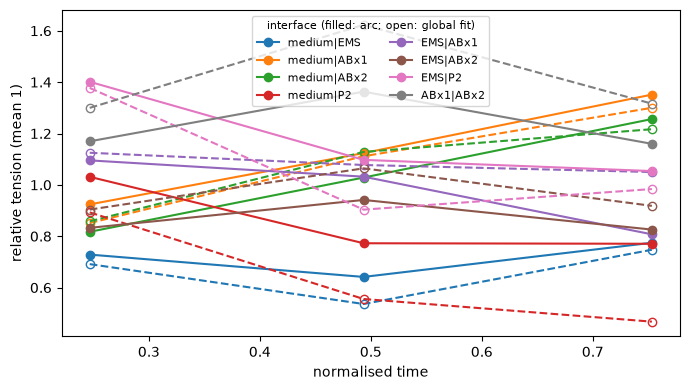 interface (filled: arc; open: global fit)
medium|EMS EMS|ABx1
medium|ABx1 EMS|ABx2
medium|ABx2 EMS|P2
medium|P2 ABx1|ABx2
relative tension (mean 1)
1.6
1.4
1.2
1.0
0.8
0.6
0.3 0.4 0.5 0.6 0.7
normalised time